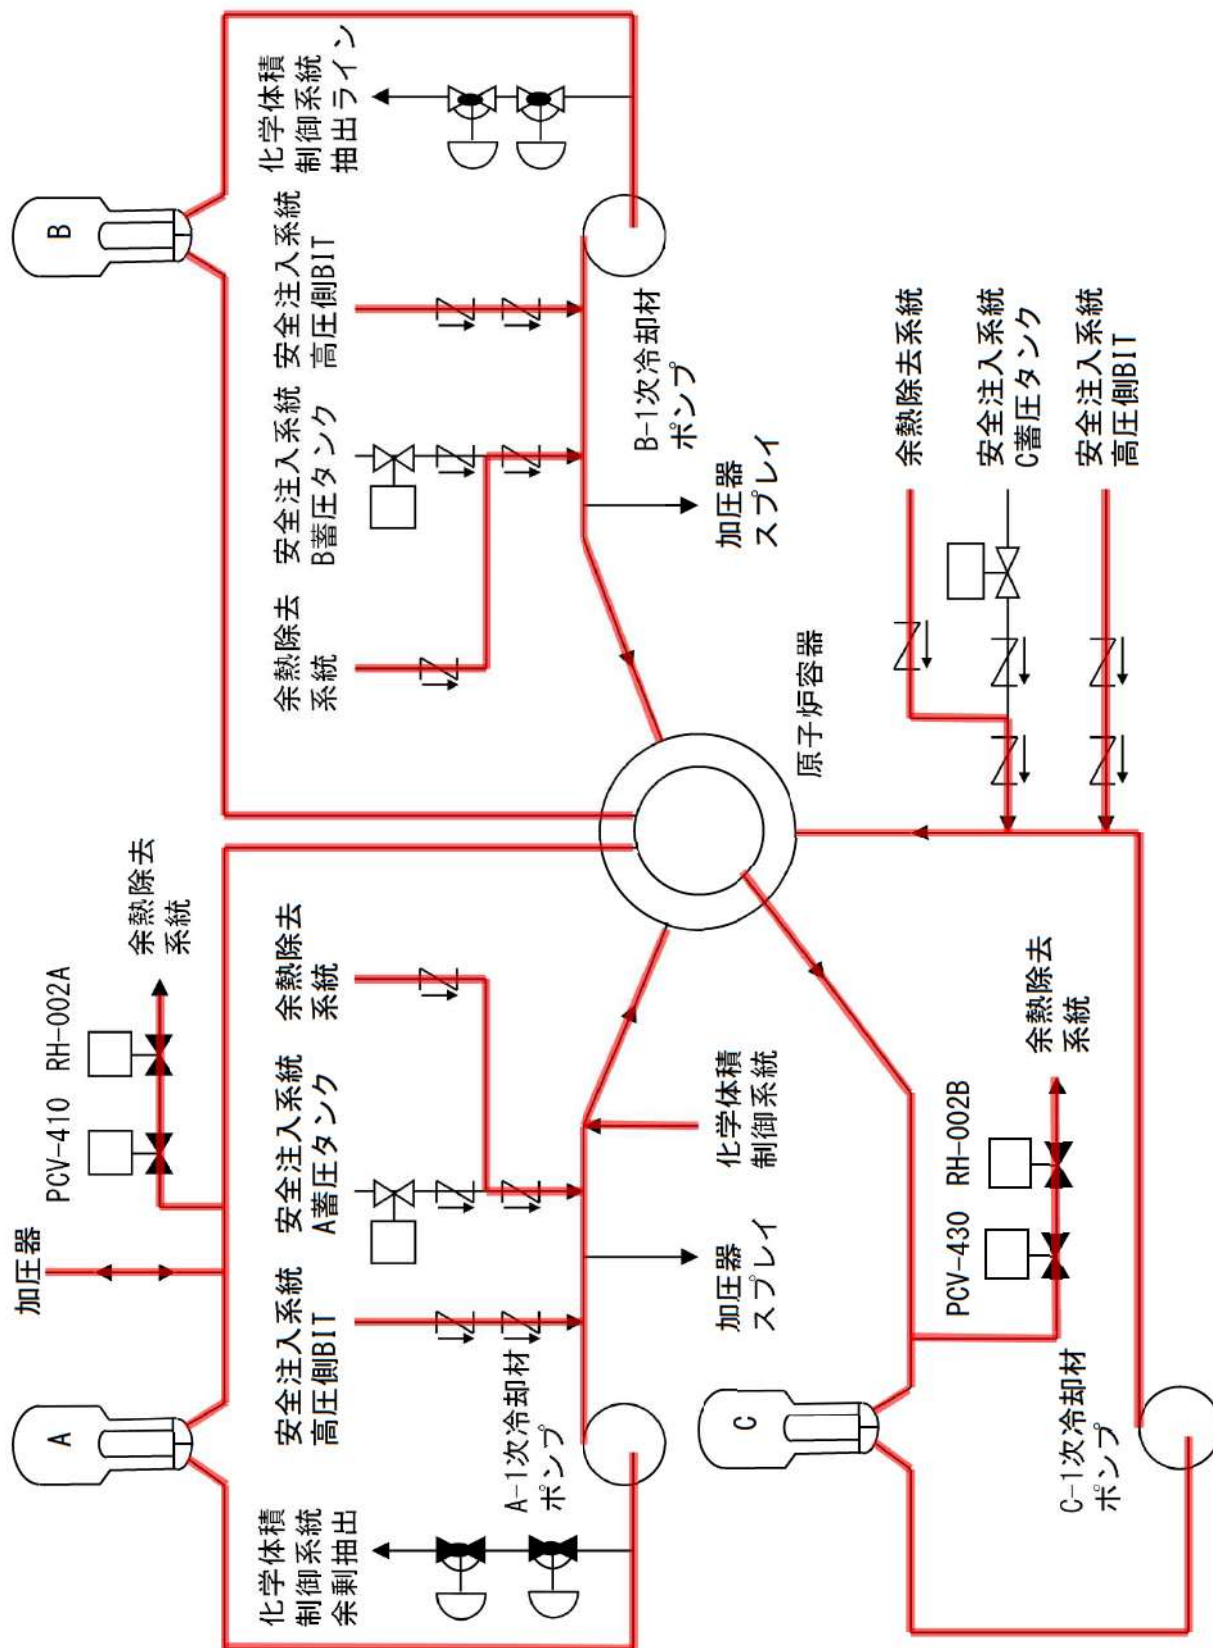 加圧器
PCV-410
RH-002A
余熱除去
系統
A
B
化学体積
制御系統
余剰抽出
安全注入系統
高圧側BIT
安全注入系統
A蓄圧タンク
余熱除去
系統
余熱除去
系統
安全注入系統
B蓄圧タンク
安全注入系統
高圧側BIT
化学体積
制御系統
抽出ライン
A-1次冷却材
ポンプ
加圧器
スプレイ
化学体積
制御系統
加圧器
スプレイ
B-1次冷却材
ポンプ
C
原子炉容器
余熱除去系統
安全注入系統
C蓄圧タンク
安全注入系統
高圧側BIT
PCV-430
RH-002B
余熱除去
系統
C-1次冷却材
ポンプ